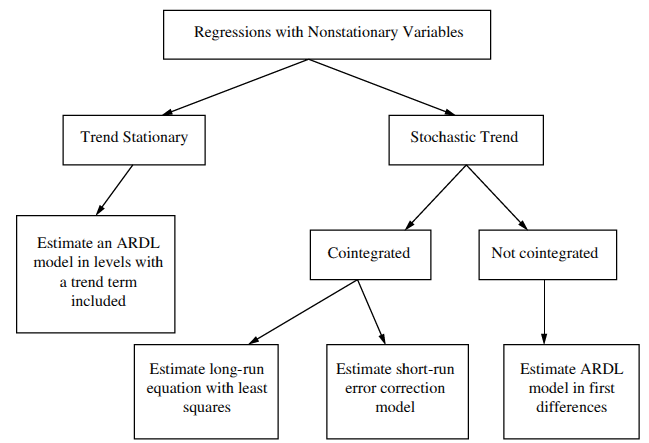 Regressions with Nonstationary Variables
Trend Stationary
Stochastic Trend
Estimate an ARDL
model in levels with
a trend term
included
Cointegrated
Not cointegrated
Estimate long-run
equation with least
squares
Estimate short-run
error correction
model
Estimate ARDL
model in first
differences